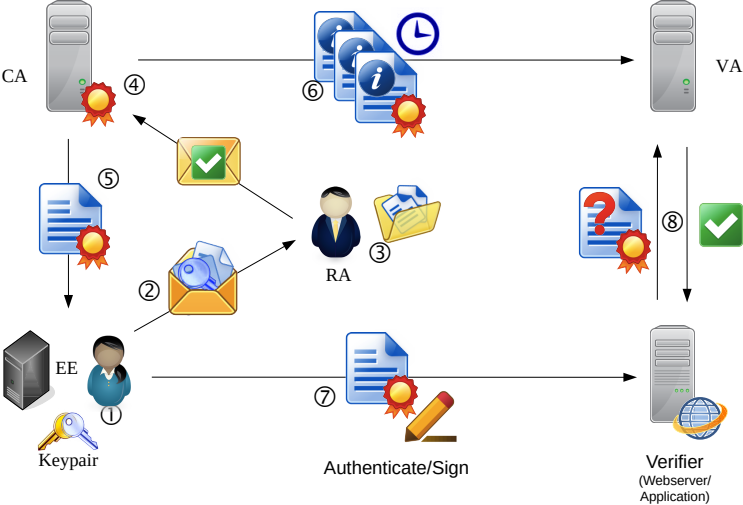 CA
④
⑥
VA
⑤
②
③
RA
⑧
?
EE
①
Keypair
⑦
Authenticate/Sign
Verifier
(Webserver/
Application)